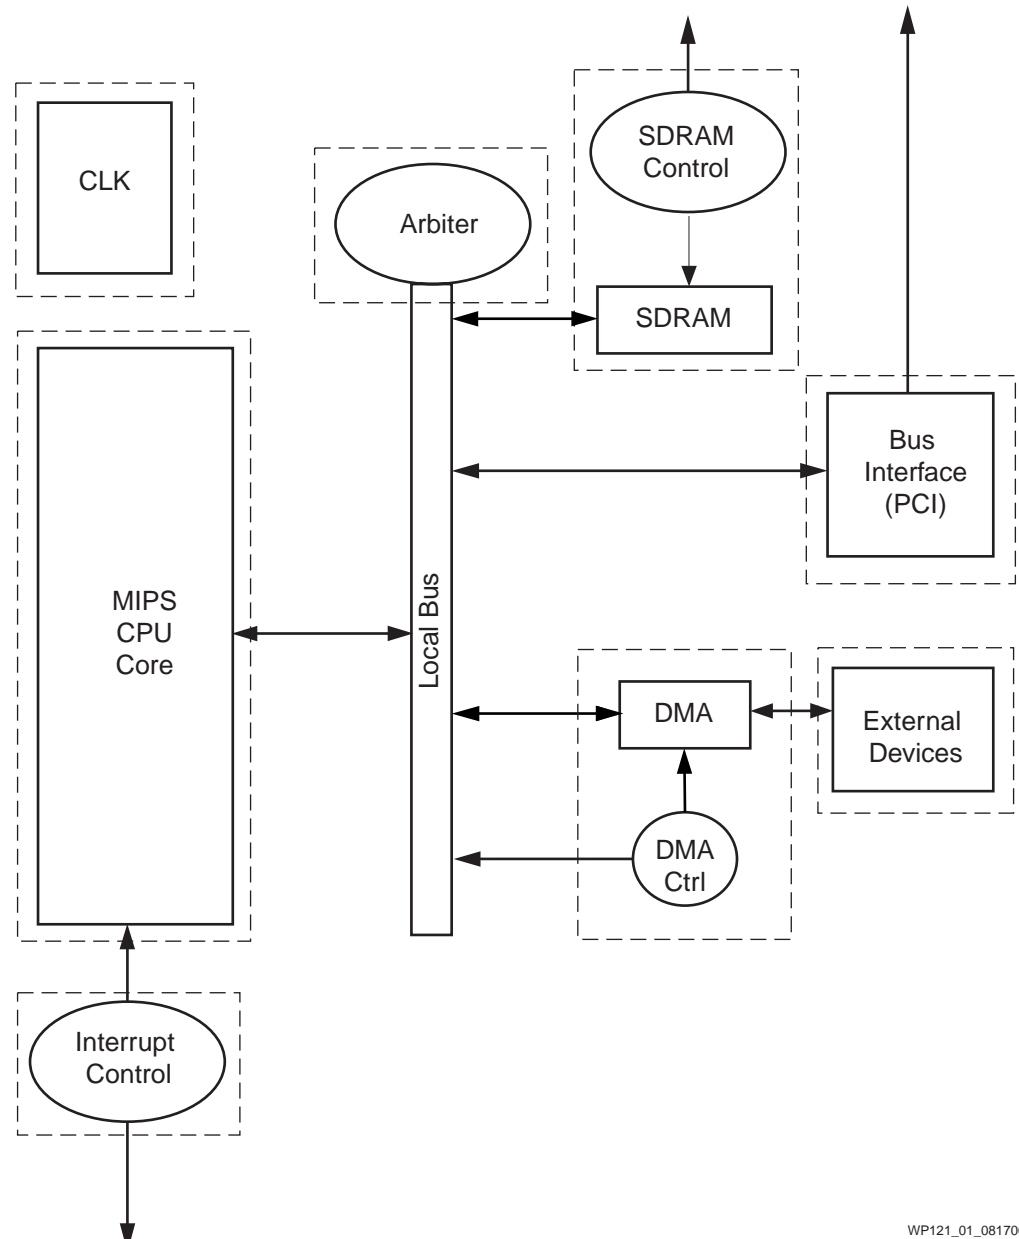 CLK
SDRAM
Control
Arbiter
SDRAM
Bus
Interface
(PCI)
MIPS
CPU
Core
Local Bus
DMA
External
Devices
DMA
Ctrl
Interrupt
Control
WP121_01_08170